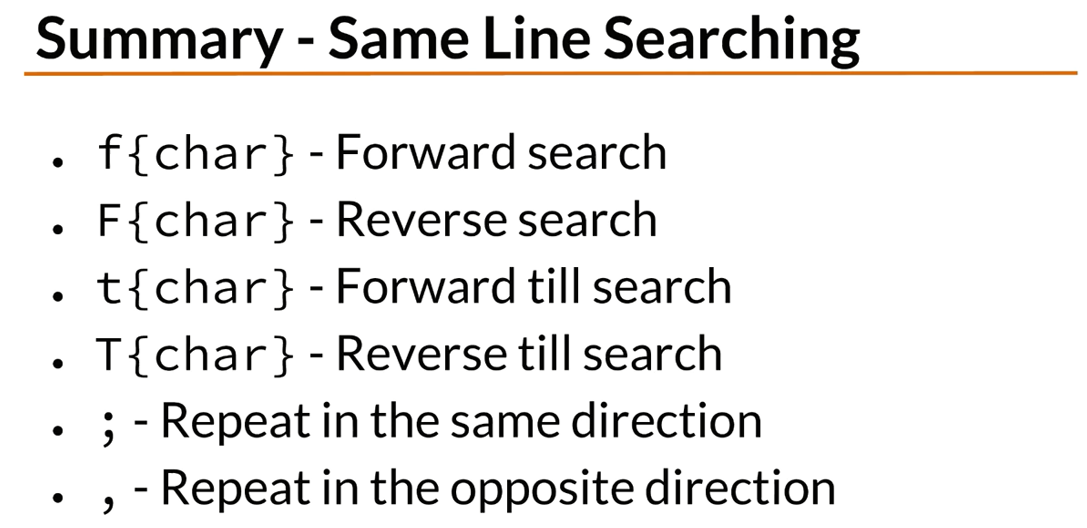 Summary - Same Line Searching
• f{char} - Forward search
• F{char} - Reverse search
• t{char} - Forward till search
• T{char} - Reverse till search
• ; - Repeat in the same direction
• , - Repeat in the opposite direction